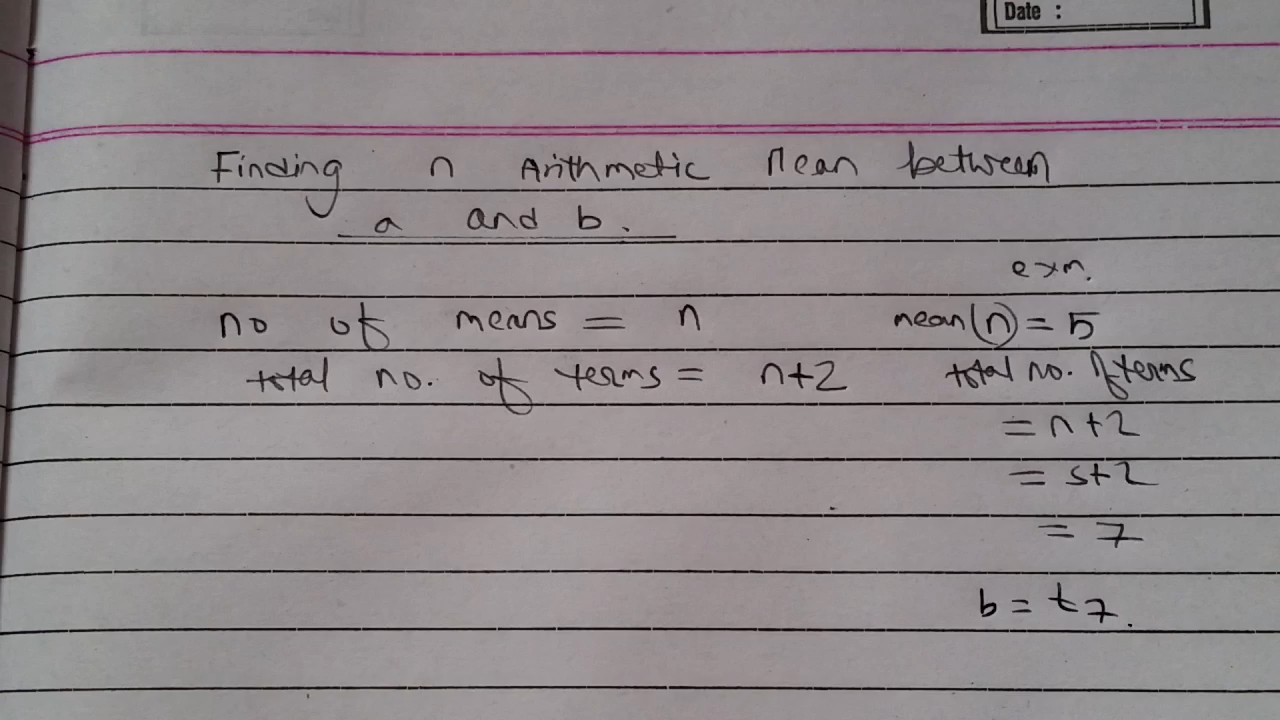 Date :
Finding n Arithmetic Mean between
a and b.
exm.
no of means = n mean(n) = 5
total no. of terms = n+2 total no. of terms
= n+2
= 5+2
= 7
b = t7.